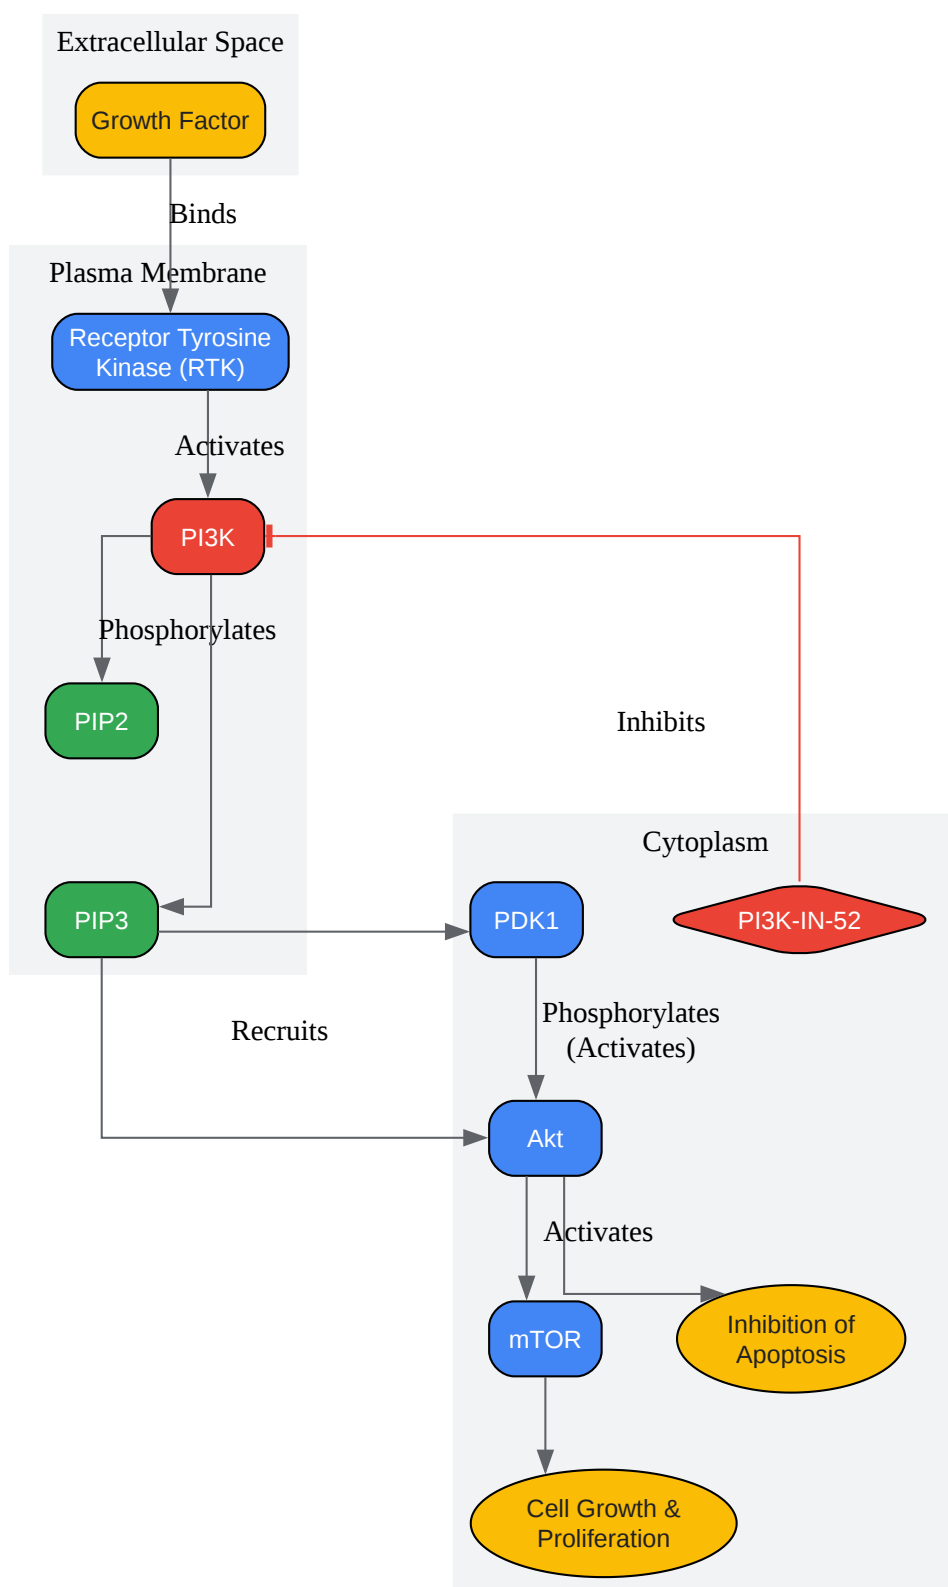 Extracellular Space
Growth Factor
Binds
Plasma Membrane
Receptor Tyrosine
Kinase (RTK)
Activates
PI3K
Phosphorylates
PIP2
Inhibits
Cytoplasm
PIP3
PDK1
PI3K-IN-52
Phosphorylates
(Activates)
Recruits
Akt
Activates
mTOR
Inhibition of
Apoptosis
Cell Growth &
Proliferation